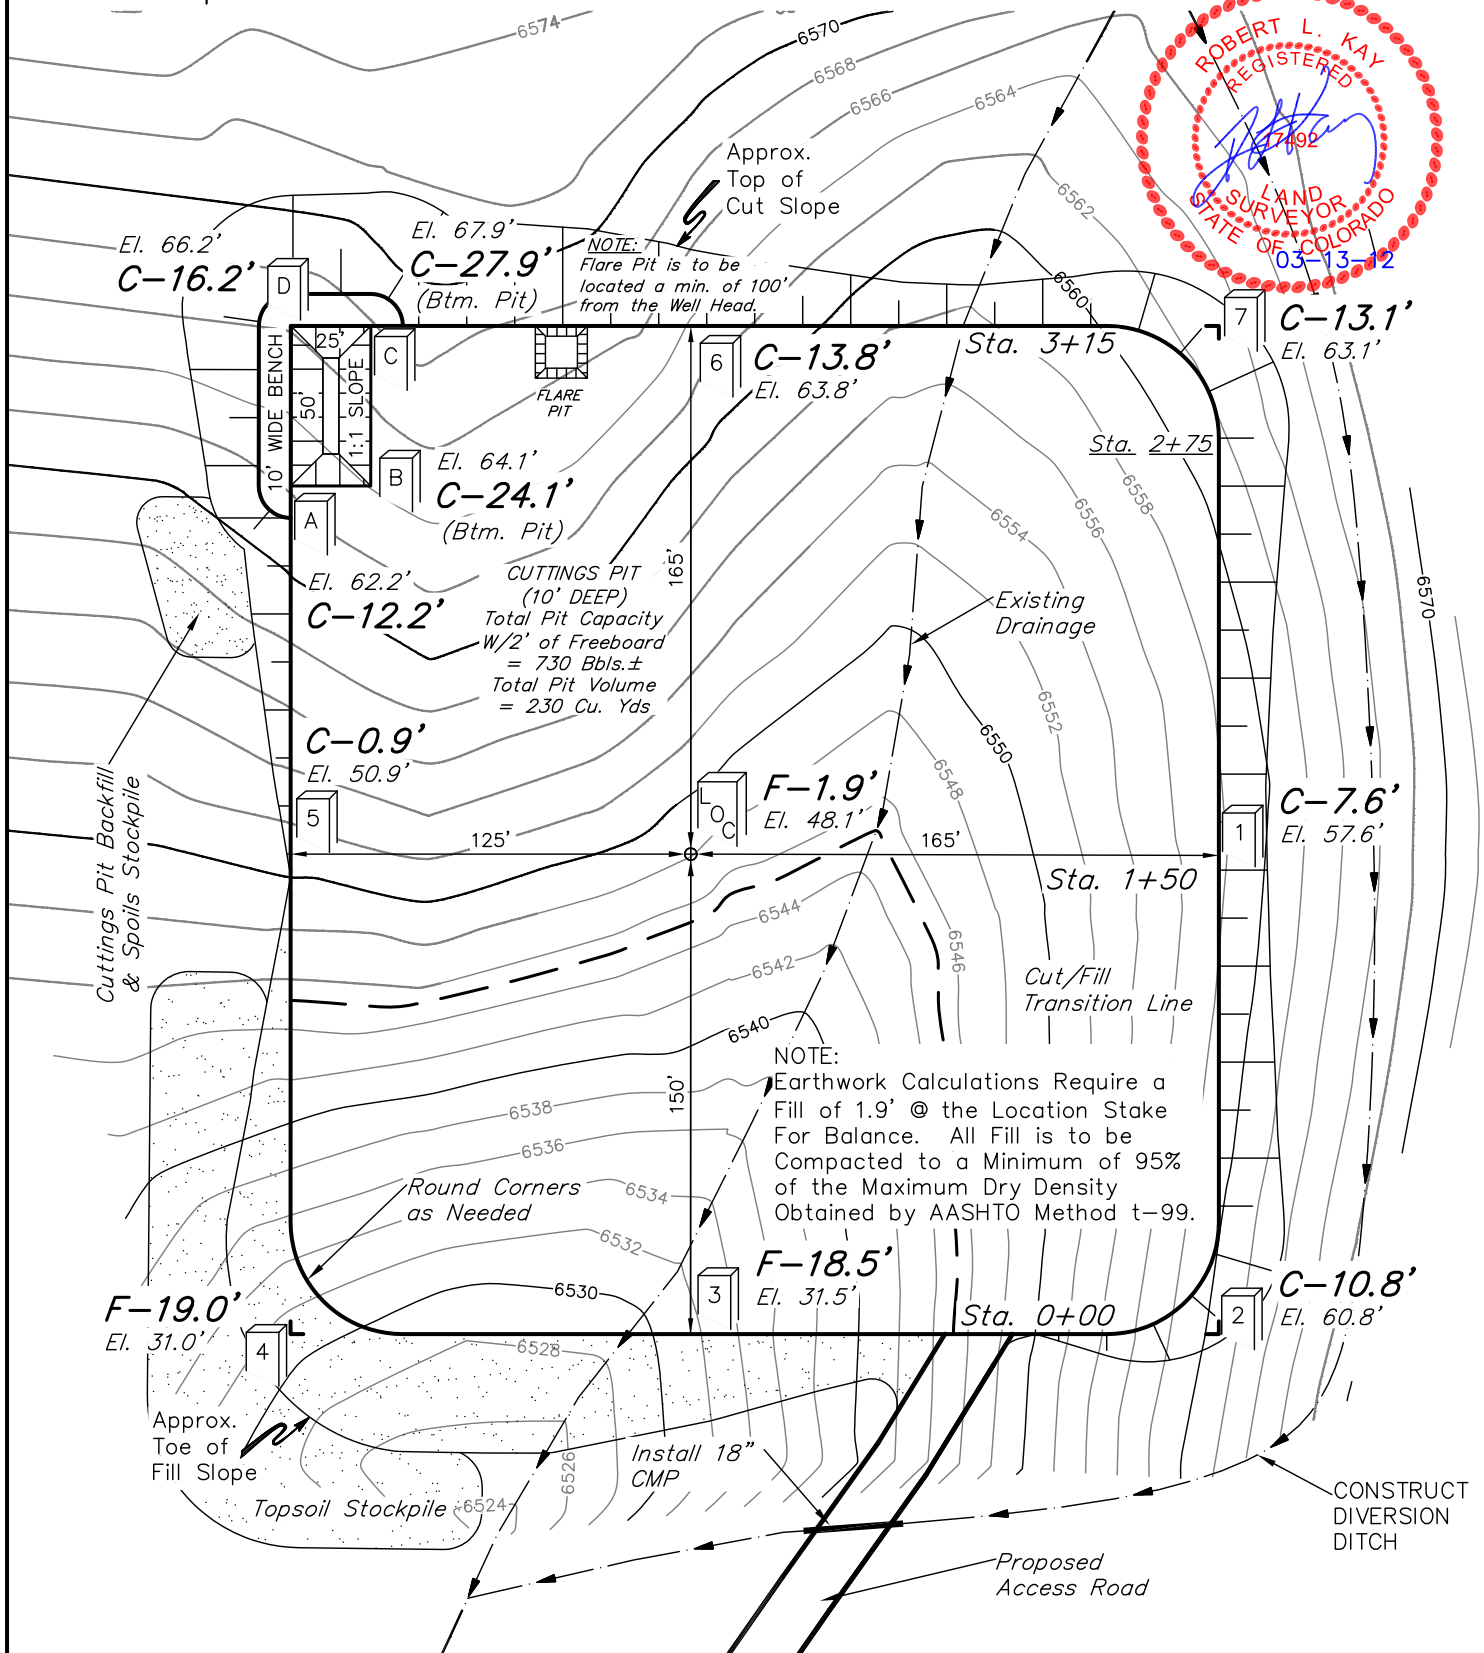 6574
6570
6568
6566
6564
6562
6560
ROBERT L. KAY
REGISTERED
17492
LAND
SURVEYOR
STATE OF COLORADO
03-13-12
Approx.
Top of
Cut Slope
El. 66.2'
C-16.2'
D
El. 67.9'
C-27.9'
(Btm. Pit)
NOTE:
Flare Pit is to be
located a min. of 100'
from the Well Head.
7
C-13.1'
El. 63.1'
25'
C
50'
10' WIDE BENCH
1:1 SLOPE
FLARE
PIT
6
C-13.8'
El. 63.8'
Sta. 3+15
Sta. 2+75
B
El. 64.1'
C-24.1'
(Btm. Pit)
A
El. 62.2'
C-12.2'
CUTTINGS PIT
(10' DEEP)
Total Pit Capacity
W/2' of Freeboard
= 730 Bbls.±
Total Pit Volume
= 230 Cu. Yds
165'
6558
6556
6554
6552
6550
6548
6546
6570
Existing
Drainage
C-0.9'
El. 50.9'
5
LOC
F-1.9'
El. 48.1'
C-7.6'
El. 57.6'
1
125'
165'
Sta. 1+50
Cuttings Pit Backfill
& Spoils Stockpile
6544
6542
6540
Cut/Fill
Transition Line
150'
NOTE:
Earthwork Calculations Require a
Fill of 1.9' @ the Location Stake
For Balance. All Fill is to be
Compacted to a Minimum of 95%
of the Maximum Dry Density
Obtained by AASHTO Method t-99.
6538
6536
6534
6532
6530
Round Corners
as Needed
F-19.0'
El. 31.0'
4
3
F-18.5'
El. 31.5'
Sta. 0+00
2
C-10.8'
El. 60.8'
6528
6526
6524
Approx.
Toe of
Fill Slope
Topsoil Stockpile
Install 18"
CMP
CONSTRUCT
DIVERSION
DITCH
Proposed
Access Road